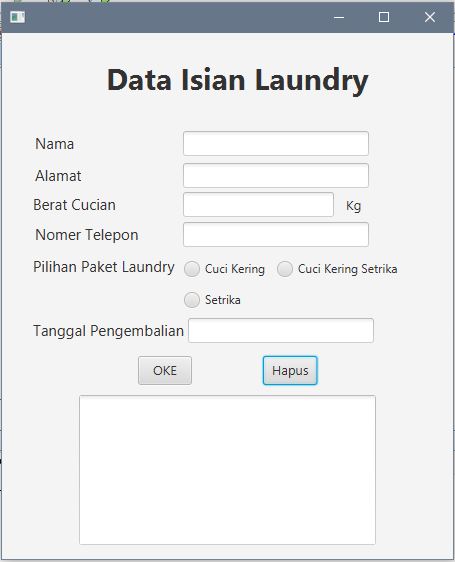 Data Isian Laundry
Nama
Alamat
Berat Cucian Kg
Nomer Telepon
Pilihan Paket Laundry Cuci Kering Cuci Kering Setrika
Setrika
Tanggal Pengembalian
OKE Hapus